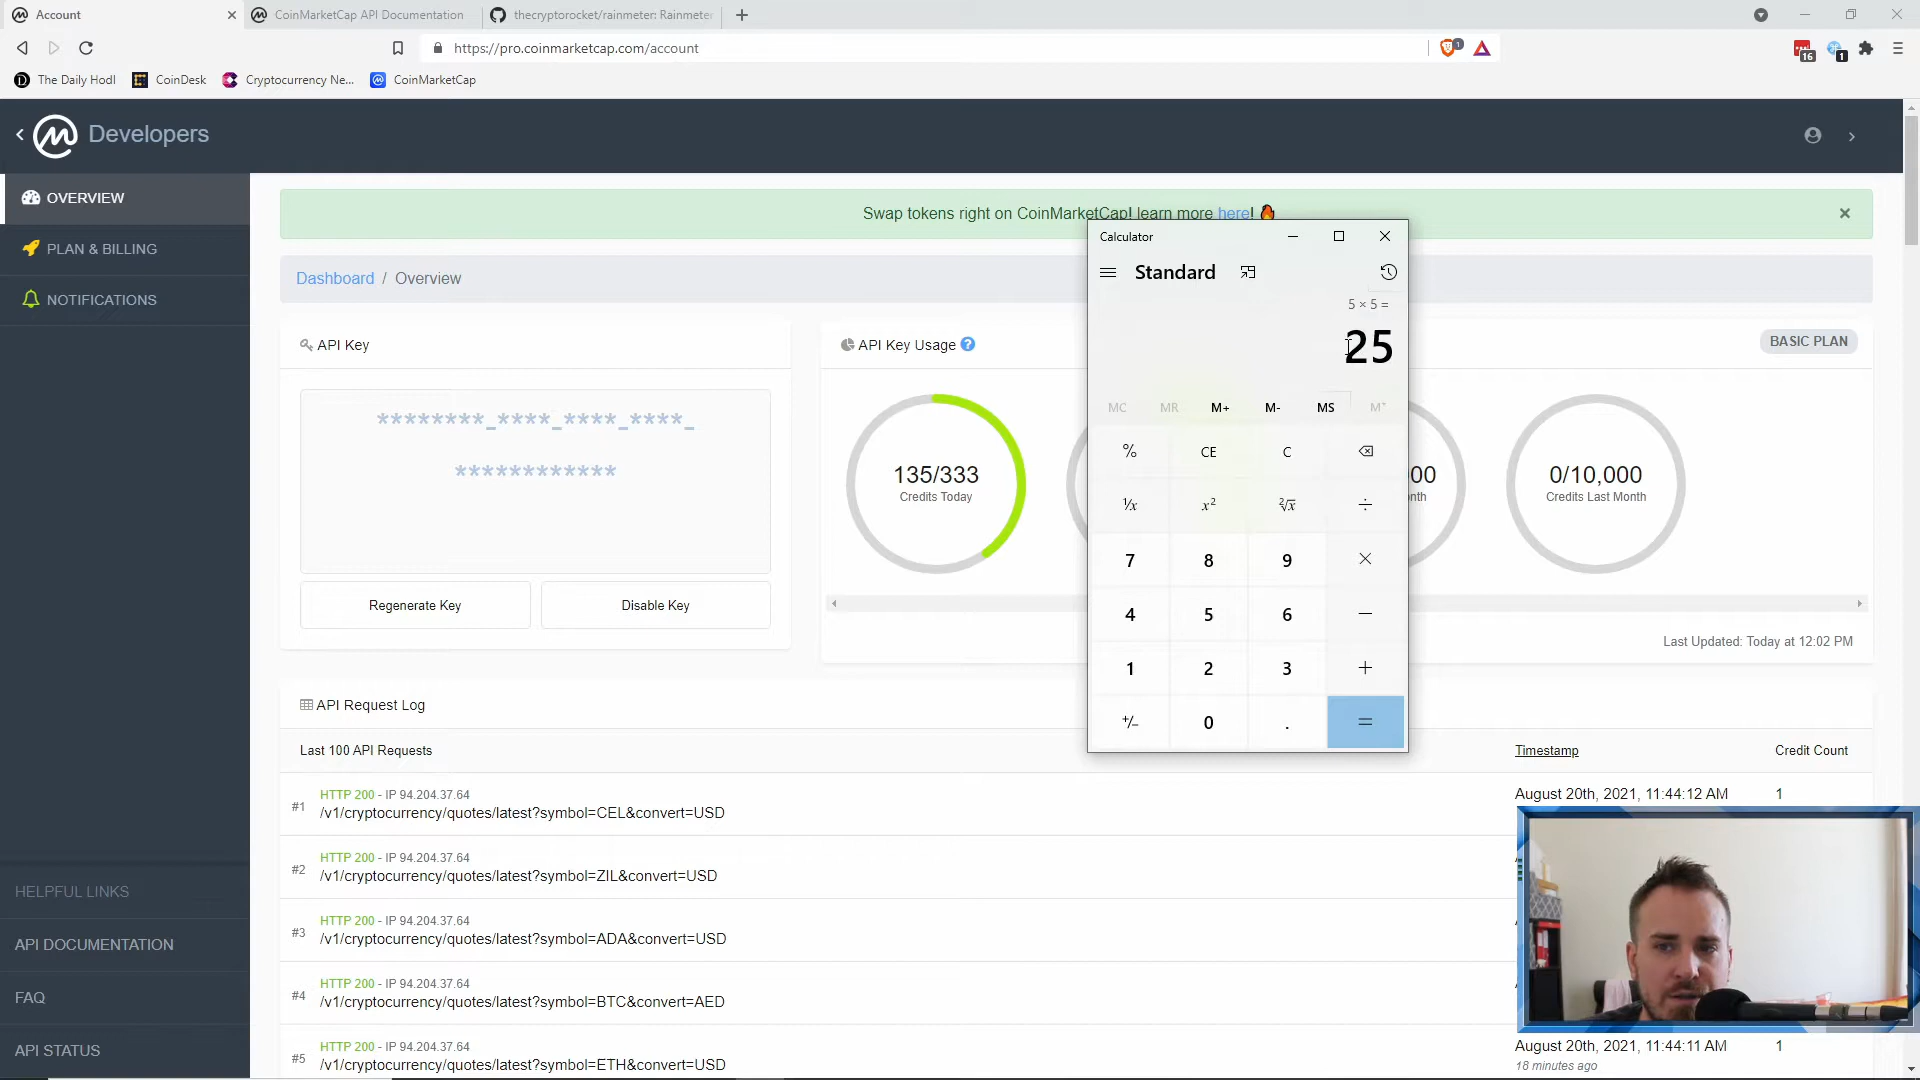 Account
CoinMarketCap API Documentation
thecryptorocket/rainmeter: Rainmeter
https://pro.coinmarketcap.com/account
1
16
1
The Daily Hodl
CoinDesk
Cryptocurrency Ne...
CoinMarketCap
Developers
OVERVIEW
PLAN & BILLING
NOTIFICATIONS
HELPFUL LINKS
API DOCUMENTATION
FAQ
API STATUS
Swap tokens right on CoinMarketCap! learn more here!
Dashboard / Overview
API Key
********_****_****_****_
************
Regenerate Key
Disable Key
API Key Usage
BASIC PLAN
135/333
Credits Today
0/10,000
Credits Last Month
Last Updated: Today at 12:02 PM
Calculator
Standard
5 × 5 =
25
MC MR M+ M- MS
% CE C
¹/x x² ²√x ÷
7 8 9 ×
4 5 6 −
1 2 3 +
+/− 0 . =
API Request Log
Last 100 API Requests
Timestamp
Credit Count
#1
HTTP 200 - IP 94.204.37.64
/v1/cryptocurrency/quotes/latest?symbol=CEL&convert=USD
August 20th, 2021, 11:44:12 AM
1
#2
HTTP 200 - IP 94.204.37.64
/v1/cryptocurrency/quotes/latest?symbol=ZIL&convert=USD
#3
HTTP 200 - IP 94.204.37.64
/v1/cryptocurrency/quotes/latest?symbol=ADA&convert=USD
#4
HTTP 200 - IP 94.204.37.64
/v1/cryptocurrency/quotes/latest?symbol=BTC&convert=AED
#5
HTTP 200 - IP 94.204.37.64
/v1/cryptocurrency/quotes/latest?symbol=ETH&convert=USD
August 20th, 2021, 11:44:11 AM
18 minutes ago
1